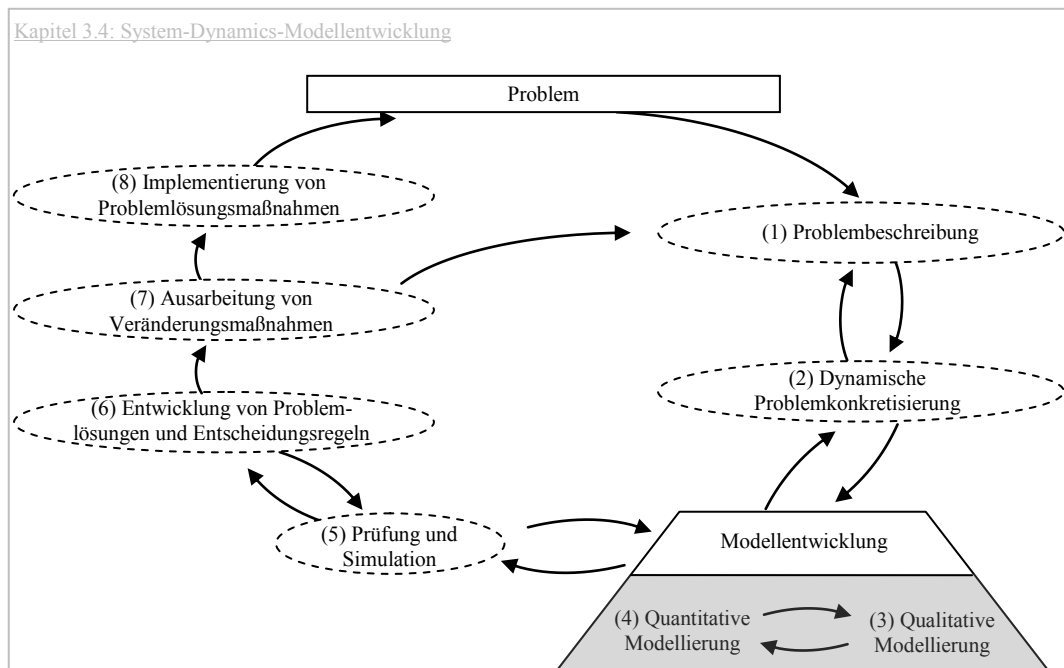 Kapitel 3.4: System-Dynamics-Modellentwicklung
Problem
(8) Implementierung von
Problemlösungsmaßnahmen
(1) Problembeschreibung
(7) Ausarbeitung von
Veränderungsmaßnahmen
(2) Dynamische
Problemkonkretisierung
(6) Entwicklung von Problem-
lösungen und Entscheidungsregeln
(5) Prüfung und
Simulation
Modellentwicklung
(4) Quantitative
Modellierung
(3) Qualitative
Modellierung